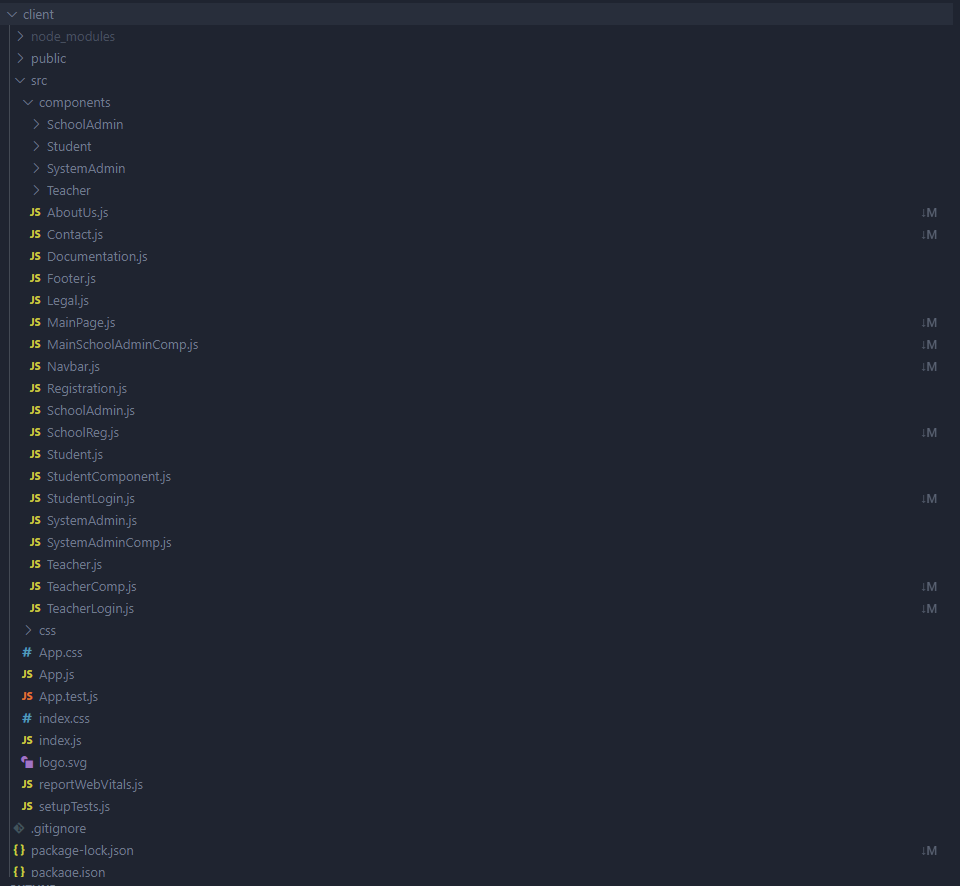 client
node_modules
public
src
components
SchoolAdmin
Student
SystemAdmin
Teacher
JS AboutUs.js ↓M
JS Contact.js ↓M
JS Documentation.js
JS Footer.js
JS Legal.js
JS MainPage.js ↓M
JS MainSchoolAdminComp.js ↓M
JS Navbar.js ↓M
JS Registration.js
JS SchoolAdmin.js
JS SchoolReg.js ↓M
JS Student.js
JS StudentComponent.js
JS StudentLogin.js ↓M
JS SystemAdmin.js
JS SystemAdminComp.js
JS Teacher.js
JS TeacherComp.js ↓M
JS TeacherLogin.js ↓M
css
# App.css
JS App.js
JS App.test.js
# index.css
JS index.js
logo.svg
JS reportWebVitals.js
JS setupTests.js
.gitignore
{} package-lock.json ↓M
{} package.json